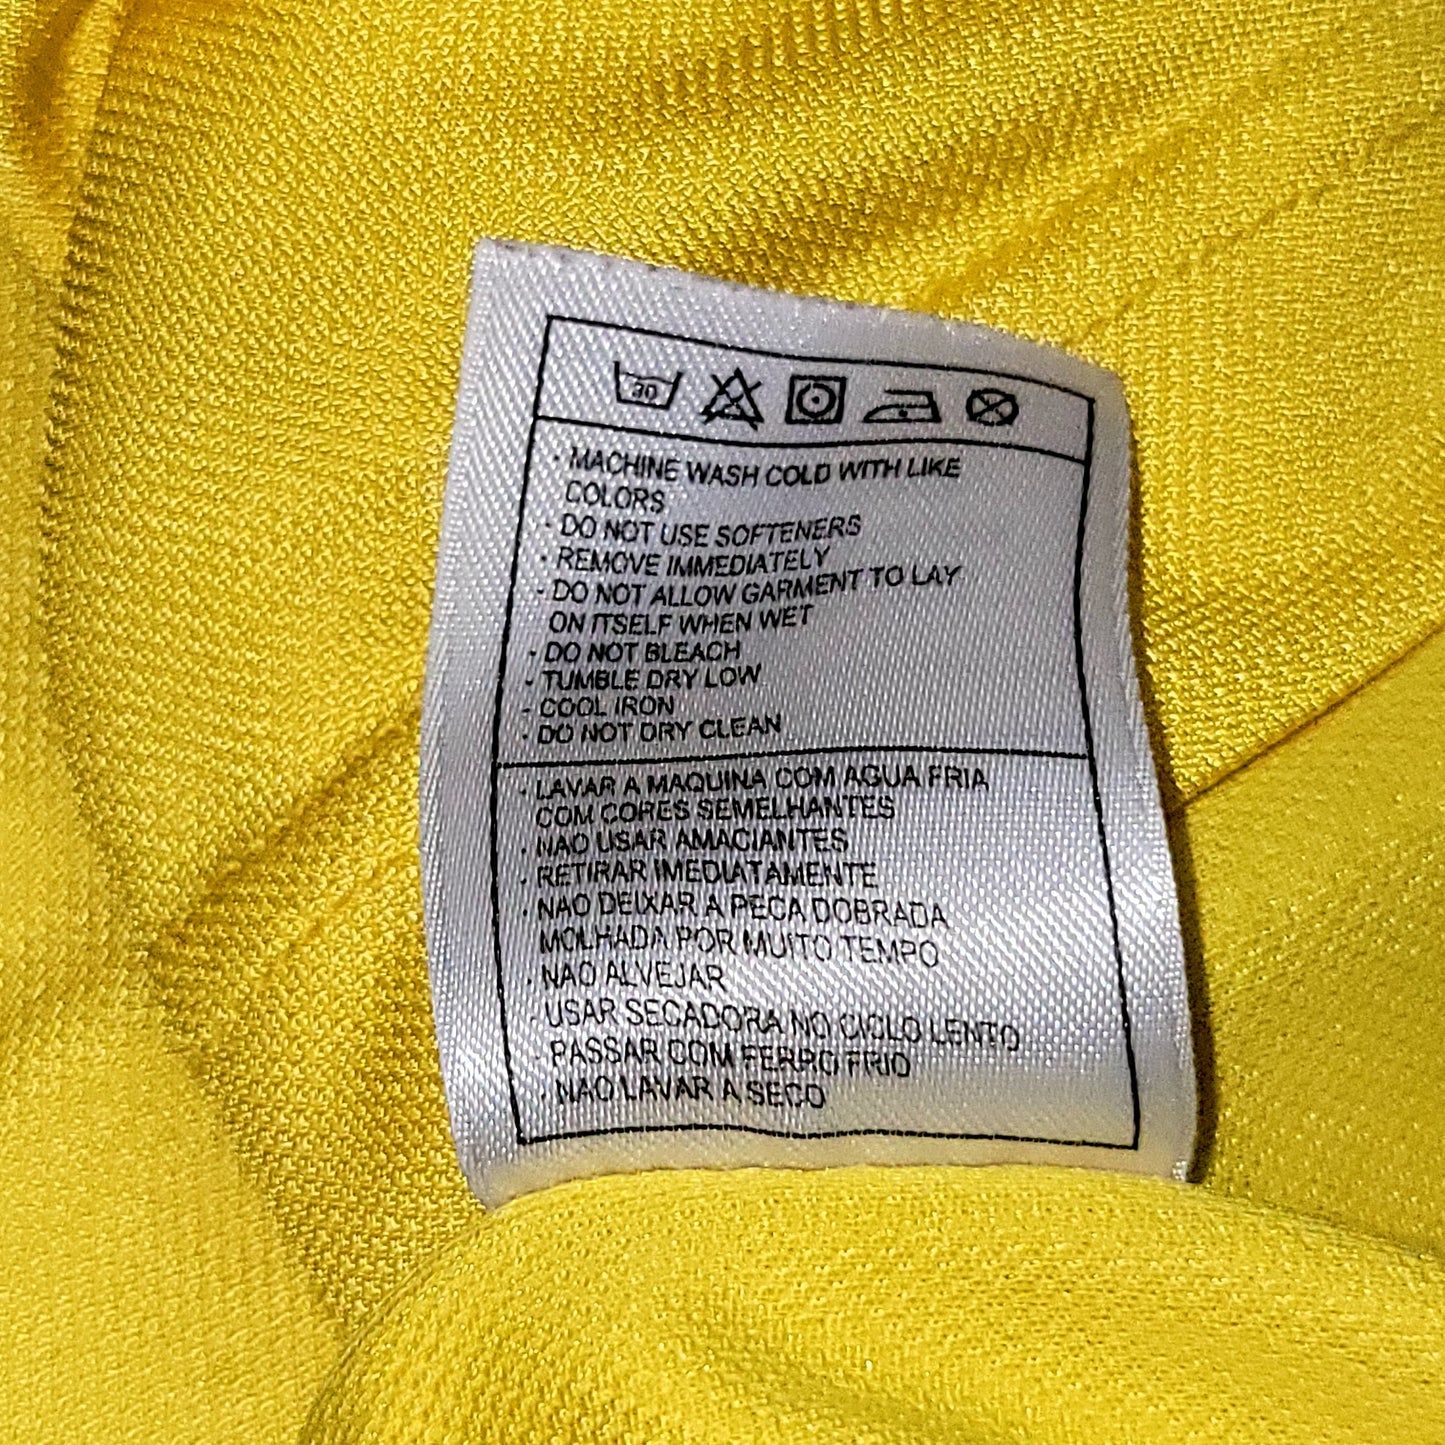 30
· MACHINE WASH COLD WITH LIKE
COLORS
· DO NOT USE SOFTENERS
· REMOVE IMMEDIATELY
· DO NOT ALLOW GARMENT TO LAY
ON ITSELF WHEN WET
· DO NOT BLEACH
· TUMBLE DRY LOW
· COOL IRON
· DO NOT DRY CLEAN
· LAVAR A MAQUINA COM AGUA FRIA
COM CORES SEMELHANTES
· NAO USAR AMACIANTES
· RETIRAR IMEDIATAMENTE
· NAO DEIXAR A PECA DOBRADA
MOLHADA POR MUITO TEMPO
· NAO ALVEJAR
· USAR SECADORA NO CICLO LENTO
· PASSAR COM FERRO FRIO
· NAO LAVAR A SECO